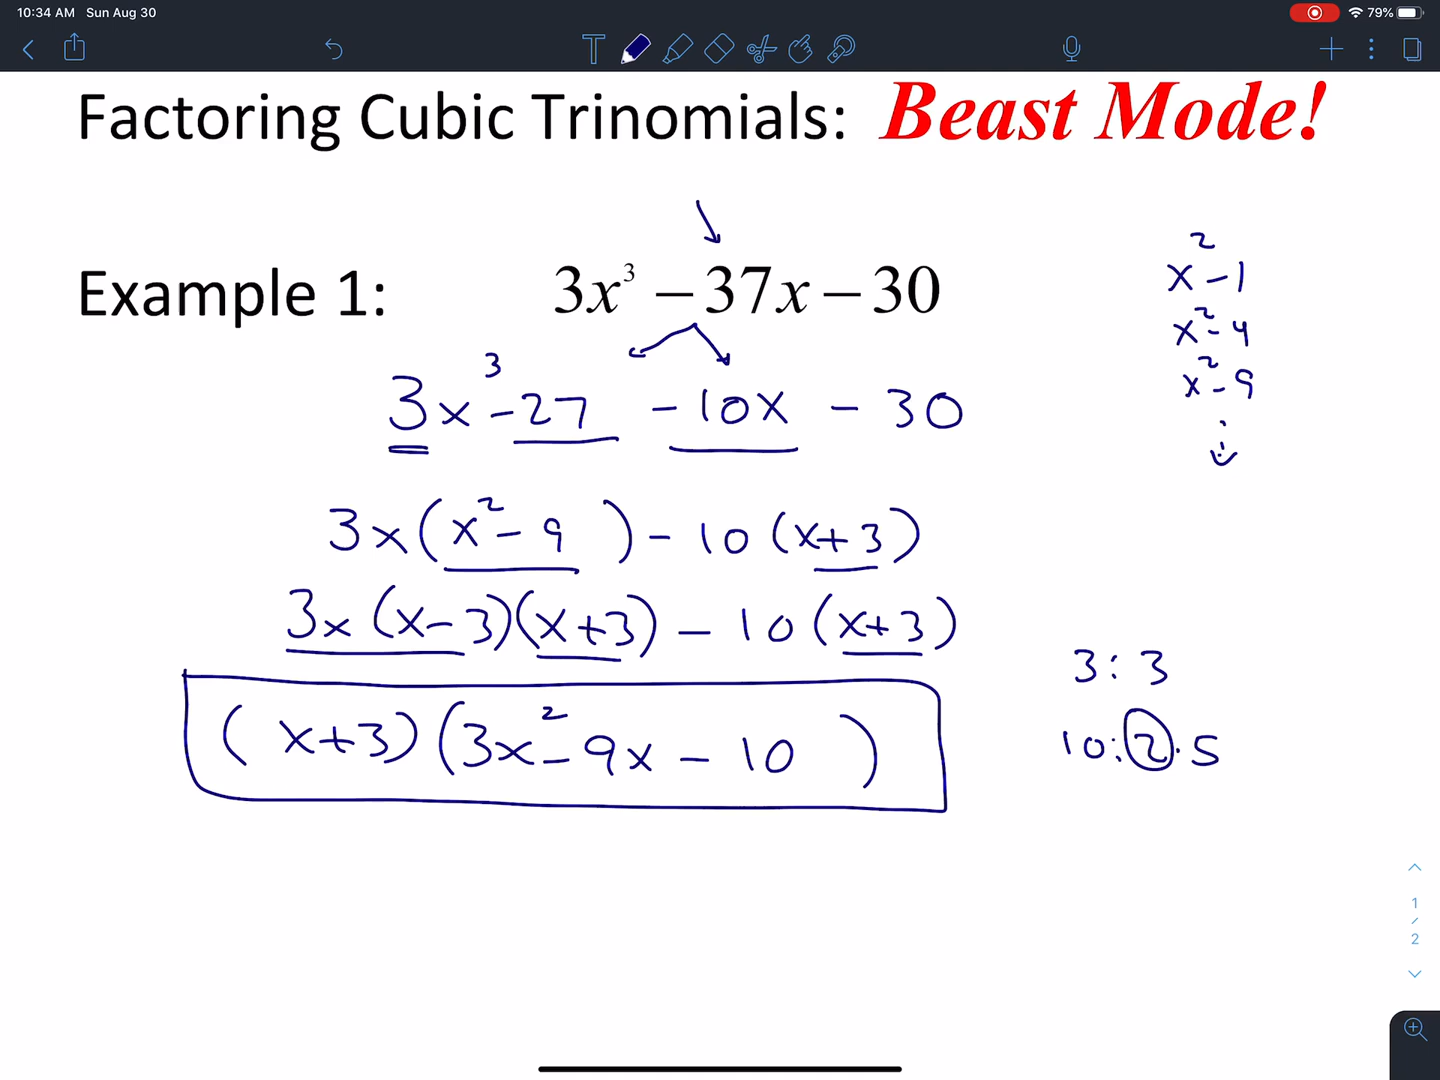 10:34 AM Sun Aug 30
79%
Factoring Cubic Trinomials: Beast Mode!
Example 1: 3x³ − 37x − 30
3x³ − 27 − 10x − 30
3x(x² − 9) − 10(x+3)
3x(x−3)(x+3) − 10(x+3)
(x+3)(3x² − 9x − 10)
x² − 1
x² − 4
x² − 9
3: 3
10: 2·5
1
/
2